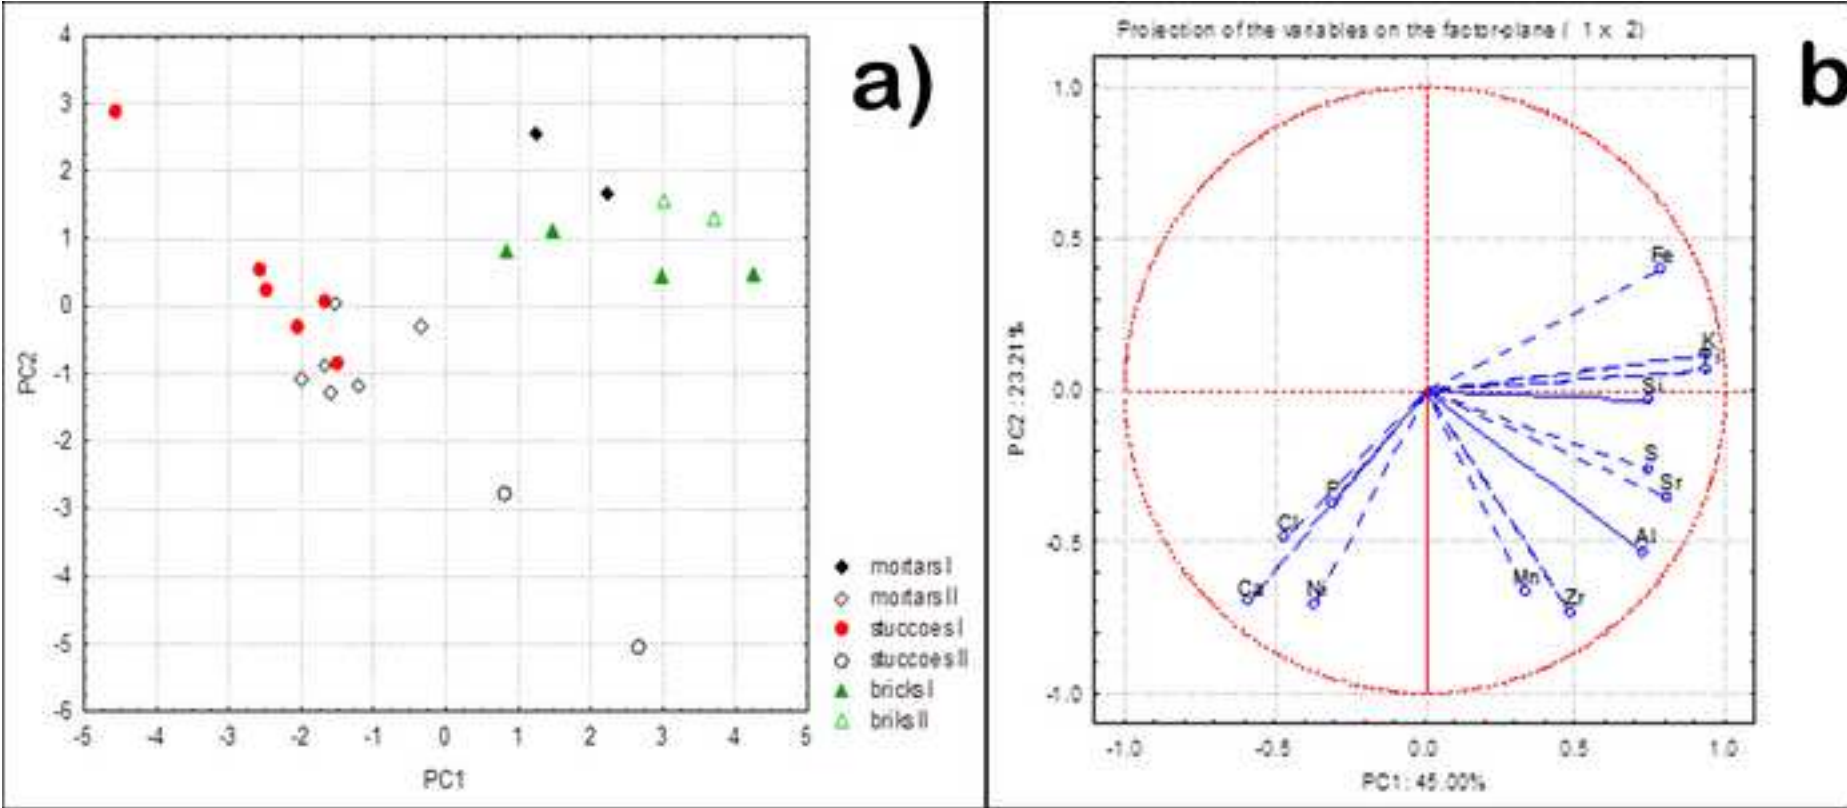 a)
4
3
2
1
0
-1
-2
-3
-4
-5
-6
-5 -4 -3 -2 -1 0 1 2 3 4 5
PC2
PC1
mortars I
mortars II
stuccoes I
stuccoes II
bricks I
briks II
b
Projection of the variables on the factor-plane ( 1 x 2)
1.0
0.5
0.0
-0.5
-1.0
-1.0 -0.5 0.0 0.5 1.0
PC2 : 23.21%
PC1 : 45.00%
Fe
K
Si
S
Sr
Al
P
Cl
Ca
Mn
Zr